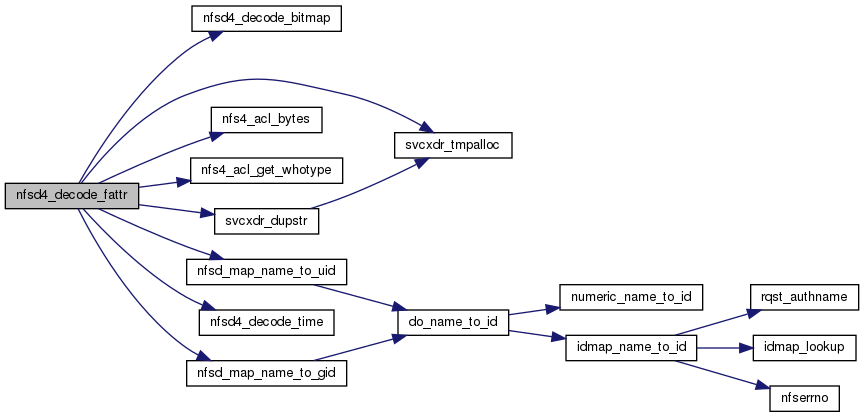 nfsd4_decode_bitmap
nfs4_acl_bytes
svcxdr_tmpalloc
nfs4_acl_get_whotype
nfsd4_decode_fattr
svcxdr_dupstr
nfsd_map_name_to_uid
numeric_name_to_id
rqst_authname
nfsd4_decode_time
do_name_to_id
idmap_name_to_id
idmap_lookup
nfsd_map_name_to_gid
nfserrno